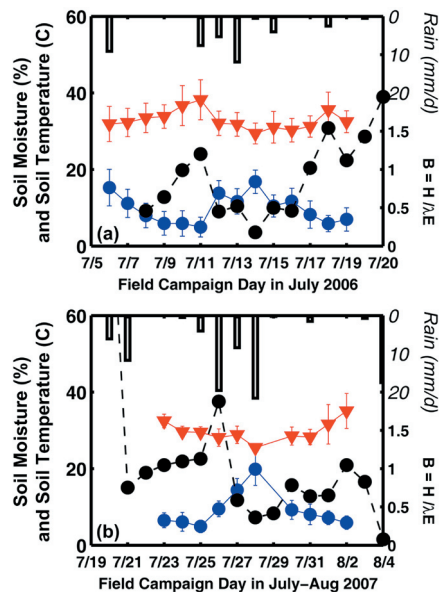 60
40
20
0
Soil Moisture (%)
and Soil Temperature (C)
(a)
0
10
20
Rain (mm/d)
1.5
1
0.5
0
B = H /λE
7/5 7/7 7/9 7/11 7/13 7/15 7/17 7/19 7/20
Field Campaign Day in July 2006
60
40
20
0
Soil Moisture (%)
and Soil Temperature (C)
(b)
0
10
20
Rain (mm/d)
1.5
1
0.5
0
B = H /λE
7/19 7/21 7/23 7/25 7/27 7/29 7/31 8/2 8/4
Field Campaign Day in July−Aug 2007